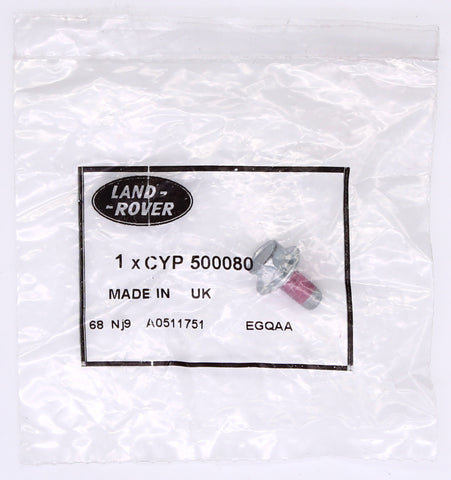 LAND-
-ROVER
1 x CYP 500080
MADE IN UK
68 Nj9 A0511751 EGQAA